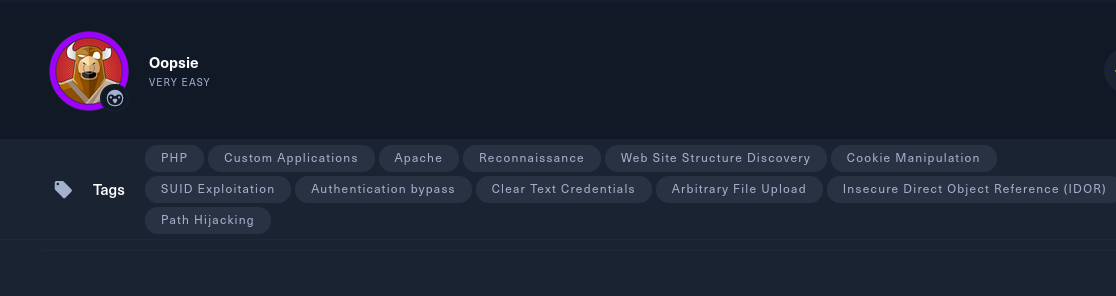 Oopsie
VERY EASY
PHP Custom Applications Apache Reconnaissance Web Site Structure Discovery Cookie Manipulation
Tags SUID Exploitation Authentication bypass Clear Text Credentials Arbitrary File Upload Insecure Direct Object Reference (IDOR)
Path Hijacking